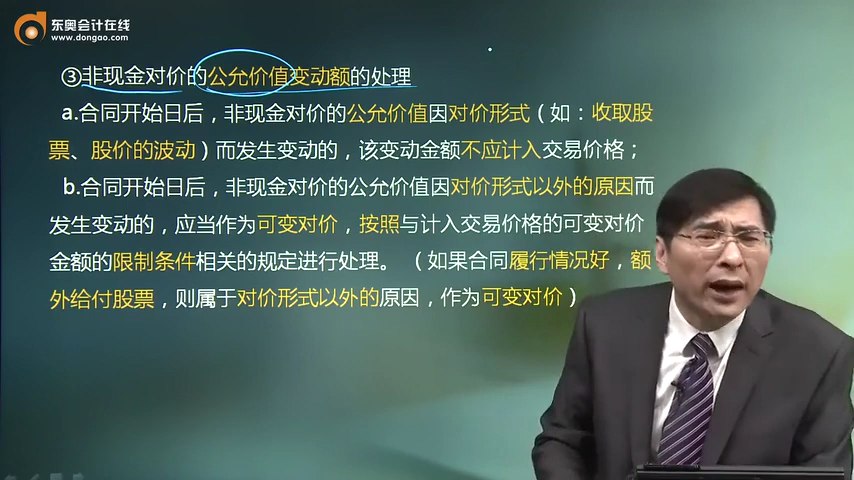 东奥会计在线
www.dongao.com
③非现金对价的公允价值变动额的处理
a.合同开始日后，非现金对价的公允价值因对价形式（如：收取股
票、股价的波动）而发生变动的，该变动金额不应计入交易价格；
b.合同开始日后，非现金对价的公允价值因对价形式以外的原因而
发生变动的，应当作为可变对价，按照与计入交易价格的可变对价
金额的限制条件相关的规定进行处理。（如果合同履行情况好，额
外给付股票，则属于对价形式以外的原因，作为可变对价）